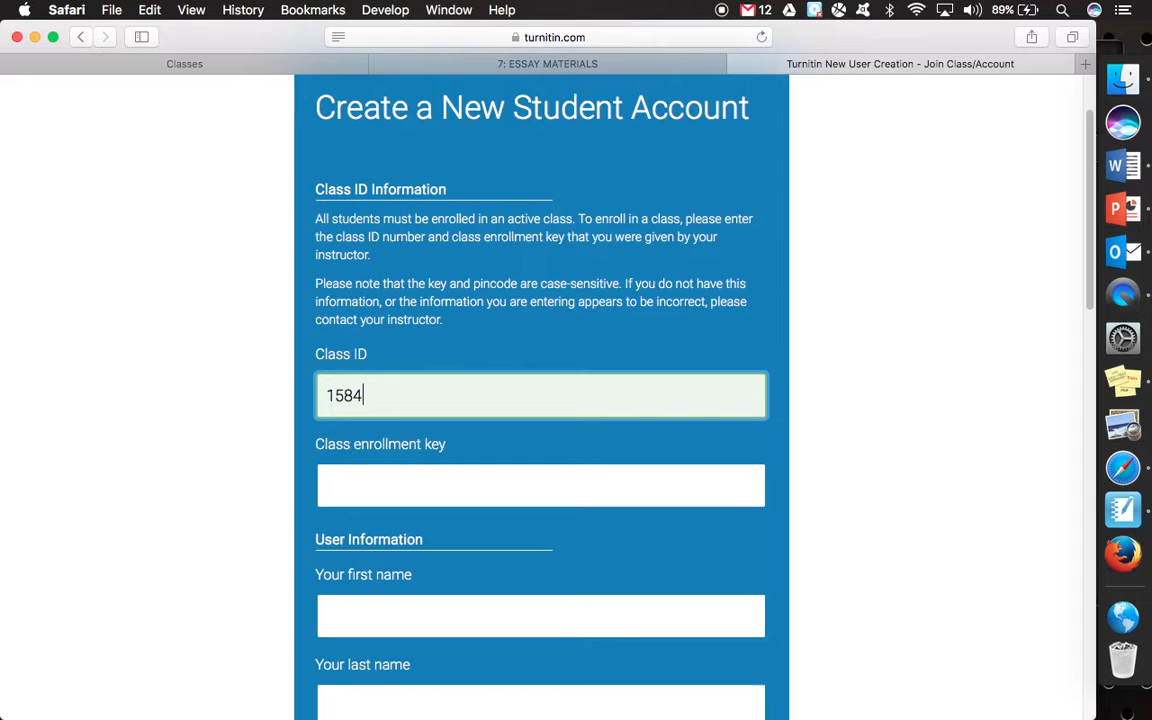 Safari File Edit View History Bookmarks Develop Window Help 12 89%
turnitin.com
Classes 7: ESSAY MATERIALS Turnitin New User Creation - Join Class/Account
Create a New Student Account
Class ID Information
All students must be enrolled in an active class. To enroll in a class, please enter
the class ID number and class enrollment key that you were given by your
instructor.
Please note that the key and pincode are case-sensitive. If you do not have this
information, or the information you are entering appears to be incorrect, please
contact your instructor.
Class ID
1584
Class enrollment key
User Information
Your first name
Your last name
W
P
O